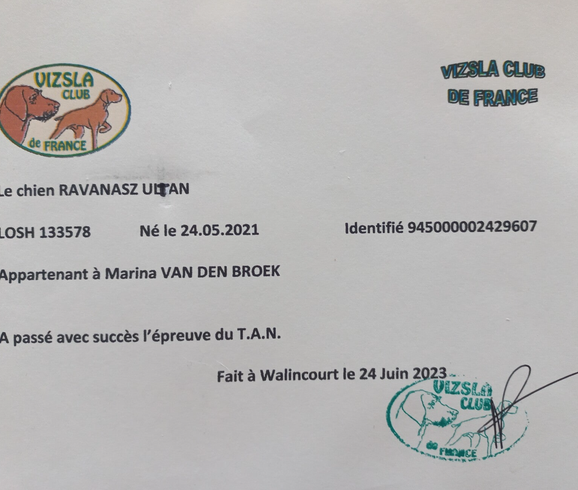 VIZSLA
CLUB
de FRANCE
VIZSLA CLUB
DE FRANCE
Le chien RAVANASZ ULTAN
LOSH 133578 Né le 24.05.2021 Identifié 945000002429607
Appartenant à Marina VAN DEN BROEK
A passé avec succès l'épreuve du T.A.N.
Fait à Walincourt le 24 Juin 2023
VIZSLA
CLUB
de FRANCE